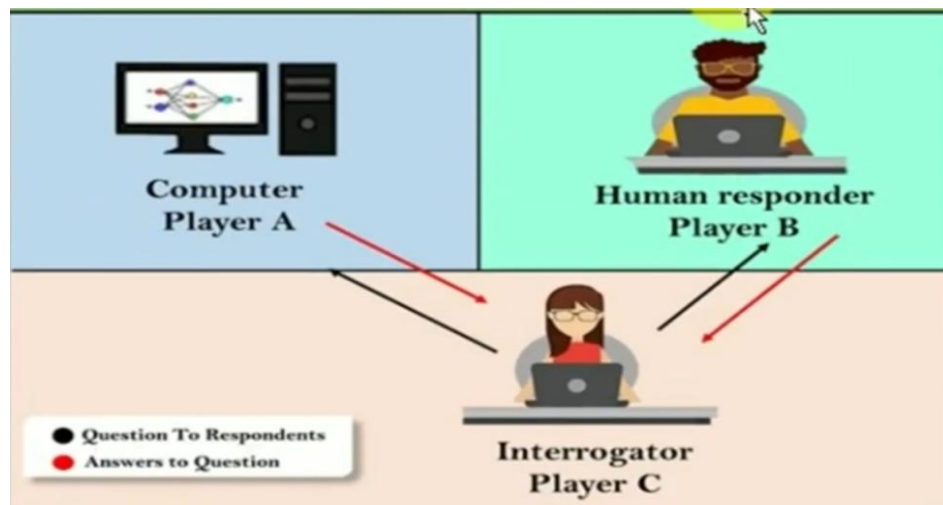 Computer
Player A
Human responder
Player B
Interrogator
Player C
Question To Respondents
Answers to Question